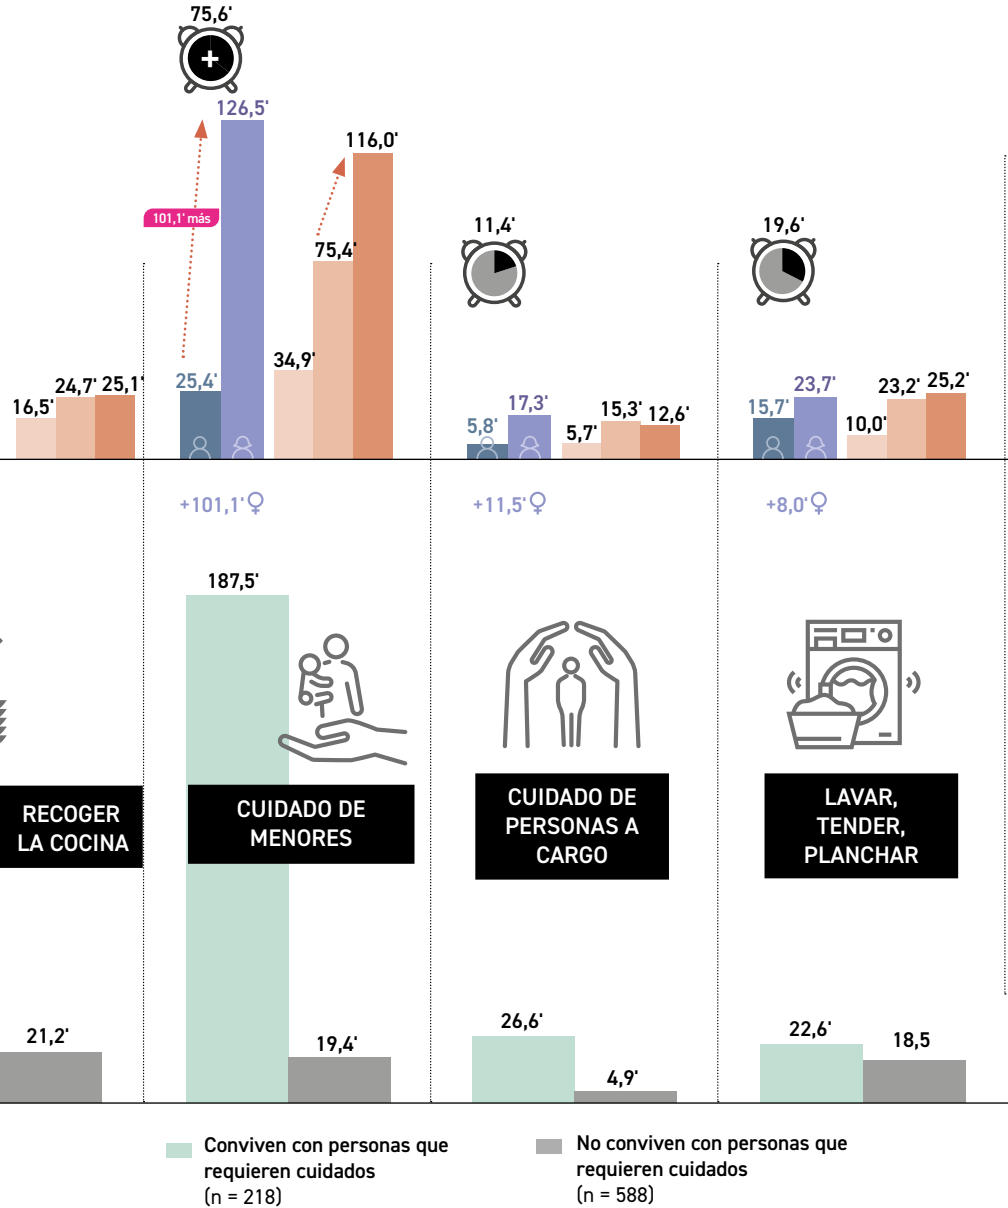 75,6'
+
126,5'
116,0'
101,1' más
11,4'
19,6'
75,4'
34,9'
25,4'
16,5'
24,7'
25,1'
5,8'
17,3'
5,7'
15,3'
12,6'
15,7'
23,7'
10,0'
23,2'
25,2'
+101,1'♀
+11,5'♀
+8,0'♀
187,5'
RECOGER
LA COCINA
CUIDADO DE
MENORES
CUIDADO DE
PERSONAS A
CARGO
LAVAR,
TENDER,
PLANCHAR
21,2'
19,4'
26,6'
4,9'
22,6'
18,5
Conviven con personas que
requieren cuidados
(n = 218)
No conviven con personas que
requieren cuidados
(n = 588)